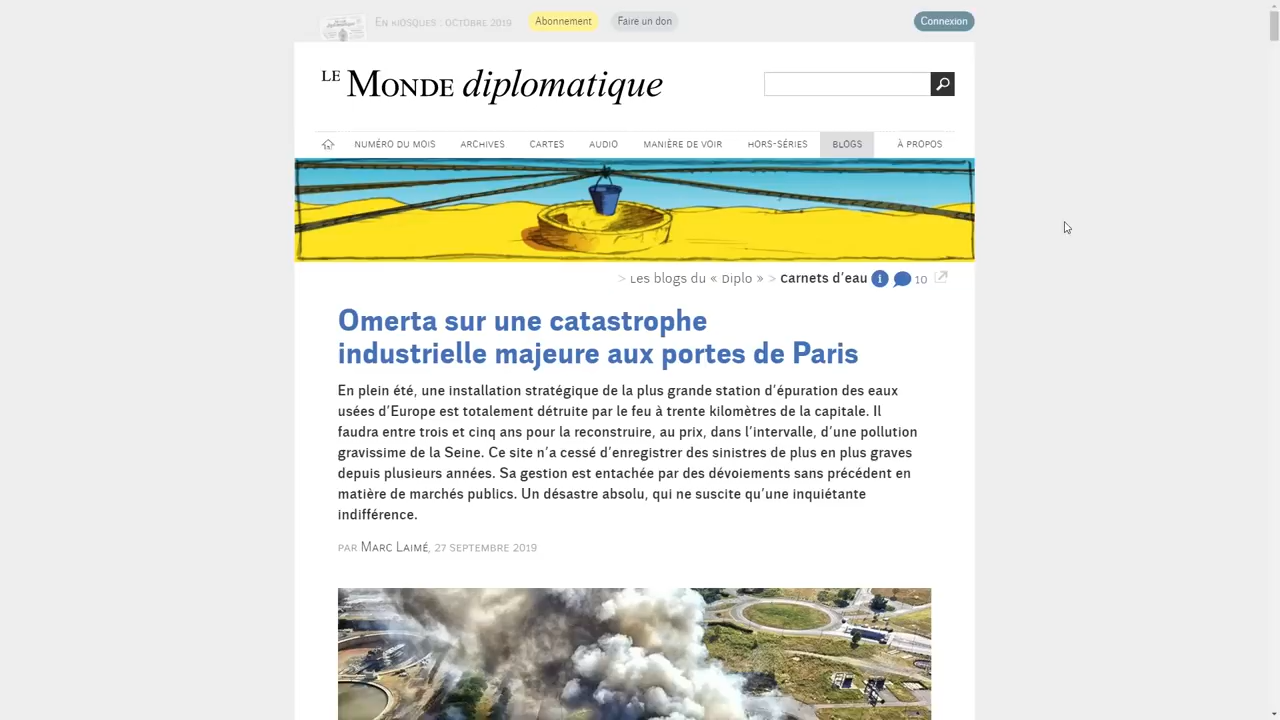 En kiosques : octobre 2019
Abonnement
Faire un don
Connexion
Le Monde diplomatique
Numéro du mois
Archives
Cartes
Audio
Manière de voir
Hors-séries
Blogs
À propos
> Les blogs du « Diplo » > Carnets d’eau i 10
Omerta sur une catastrophe
industrielle majeure aux portes de Paris
En plein été, une installation stratégique de la plus grande station d’épuration des eaux
usées d’Europe est totalement détruite par le feu à trente kilomètres de la capitale. Il
faudra entre trois et cinq ans pour la reconstruire, au prix, dans l’intervalle, d’une pollution
gravissime de la Seine. Ce site n’a cessé d’enregistrer des sinistres de plus en plus graves
depuis plusieurs années. Sa gestion est entachée par des dévoiements sans précédent en
matière de marchés publics. Un désastre absolu, qui ne suscite qu’une inquiétante
indifférence.
par Marc Laimé, 27 septembre 2019